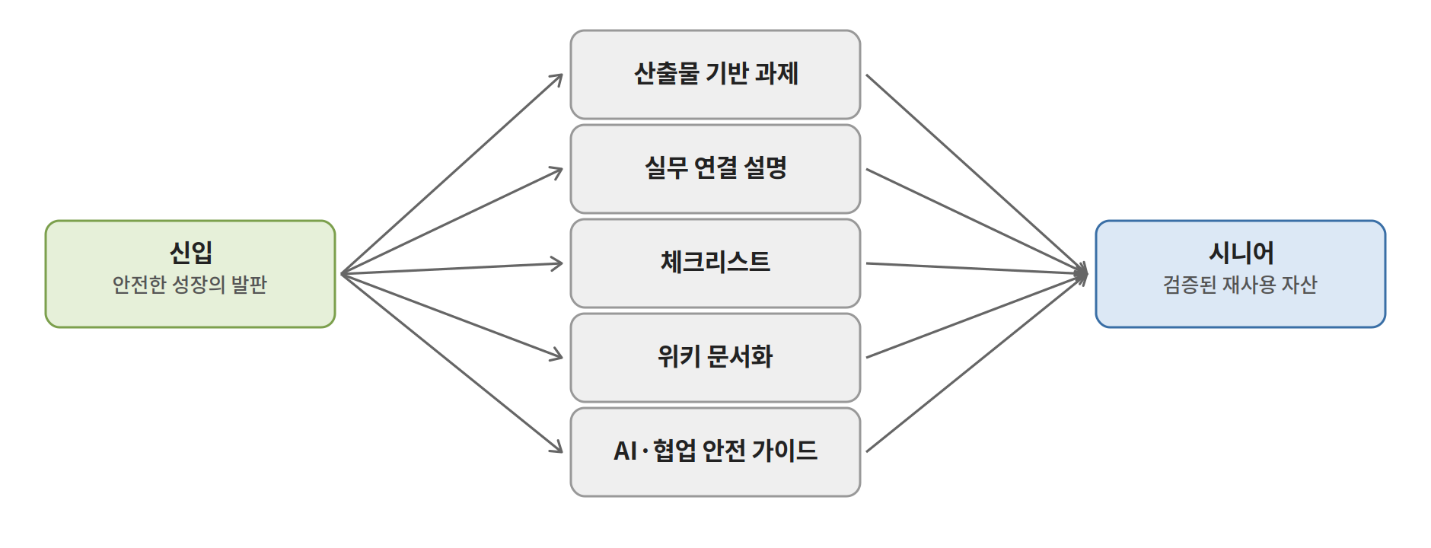 신입
안전한 성장의 발판
산출물 기반 과제
실무 연결 설명
체크리스트
위키 문서화
AI·협업 안전 가이드
시니어
검증된 재사용 자산